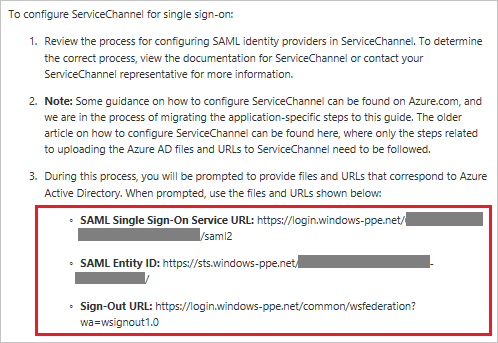 To configure ServiceChannel for single sign-on:
1. Review the process for configuring SAML identity providers in ServiceChannel. To determine
the correct process, view the documentation for ServiceChannel or contact your
ServiceChannel representative for more information.
2. Note: Some guidance on how to configure ServiceChannel can be found on Azure.com, and
we are in the process of migrating the application-specific steps to this guide. The older
article on how to configure ServiceChannel can be found here, where only the steps related
to uploading the Azure AD files and URLs to ServiceChannel need to be followed.
3. During this process, you will be prompted to provide files and URLs that correspond to Azure
Active Directory. When prompted, use the files and URLs shown below:
◦ SAML Single Sign-On Service URL: https://login.windows-ppe.net/
/saml2
◦ SAML Entity ID: https://sts.windows-ppe.net/ -
/
◦ Sign-Out URL: https://login.windows-ppe.net/common/wsfederation?
wa=wsignout1.0